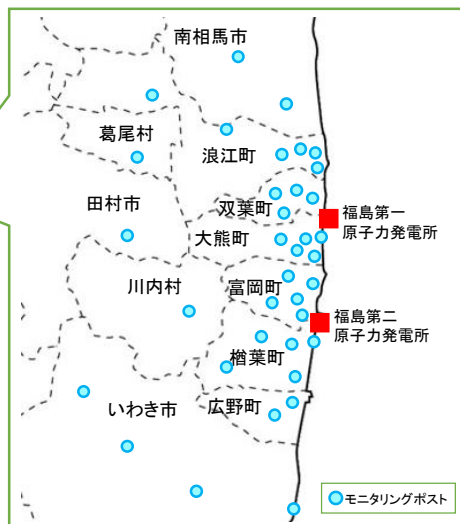 南相馬市
葛尾村
浪江町
田村市
双葉町
福島第一
原子力発電所
大熊町
川内村
富岡町
福島第二
原子力発電所
楢葉町
いわき市
広野町
モニタリングポスト